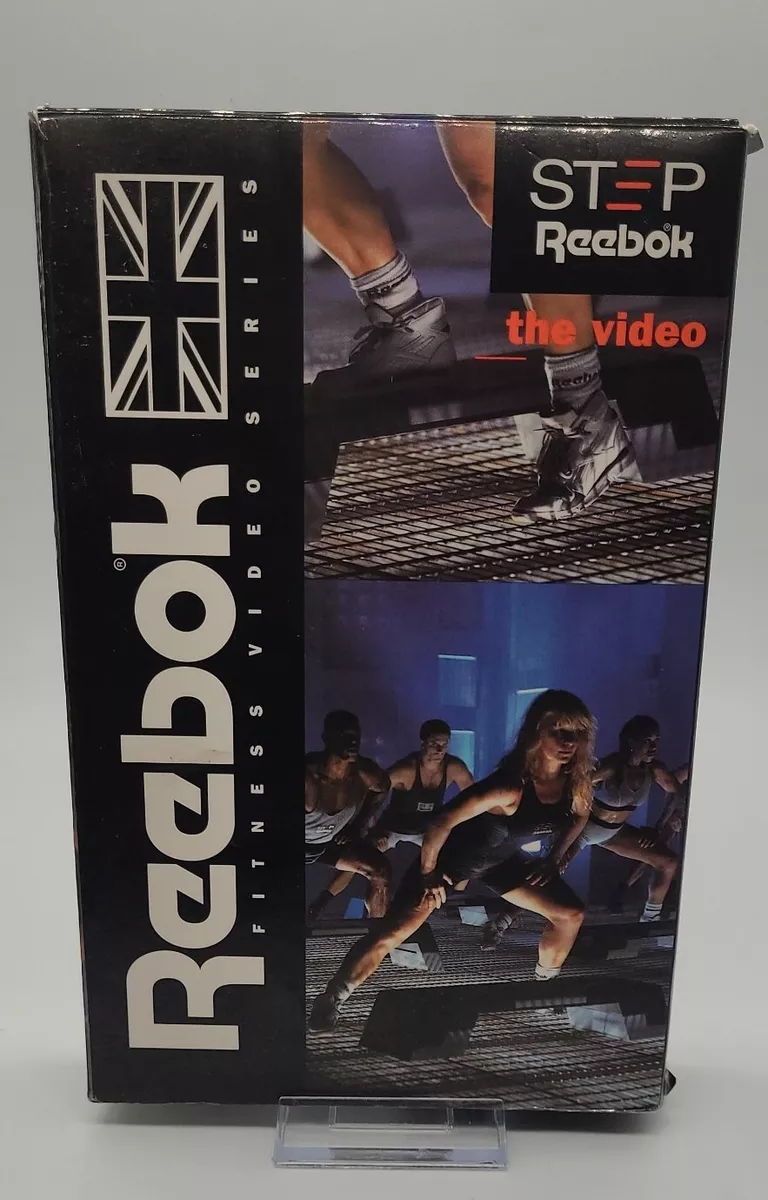 Reebok®
FITNESS VIDEO SERIES
STEP
Reebok®
the video